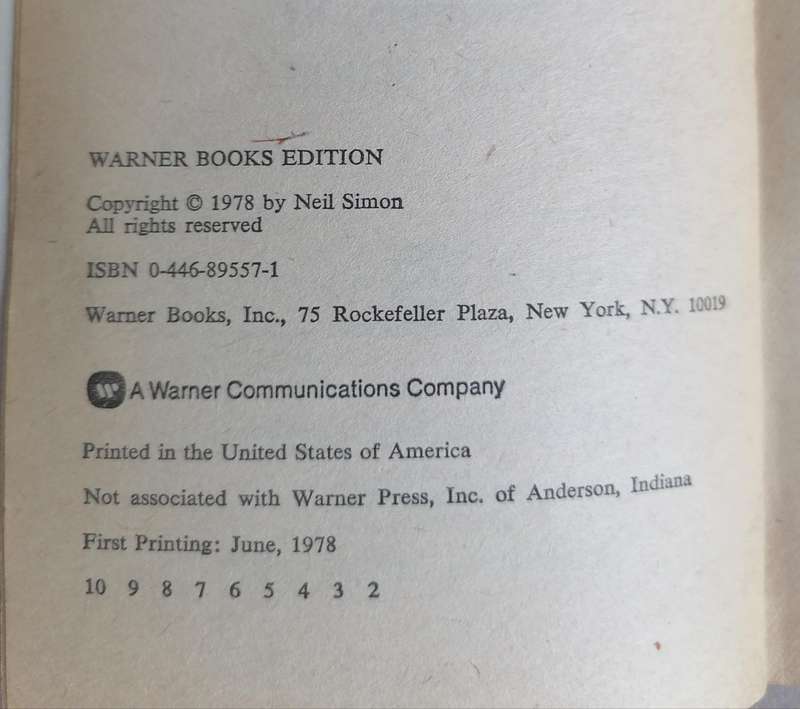 WARNER BOOKS EDITION
Copyright © 1978 by Neil Simon
All rights reserved
ISBN 0-446-89557-1
Warner Books, Inc., 75 Rockefeller Plaza, New York, N.Y. 10019
A Warner Communications Company
Printed in the United States of America
Not associated with Warner Press, Inc. of Anderson, Indiana
First Printing: June, 1978
10 9 8 7 6 5 4 3 2